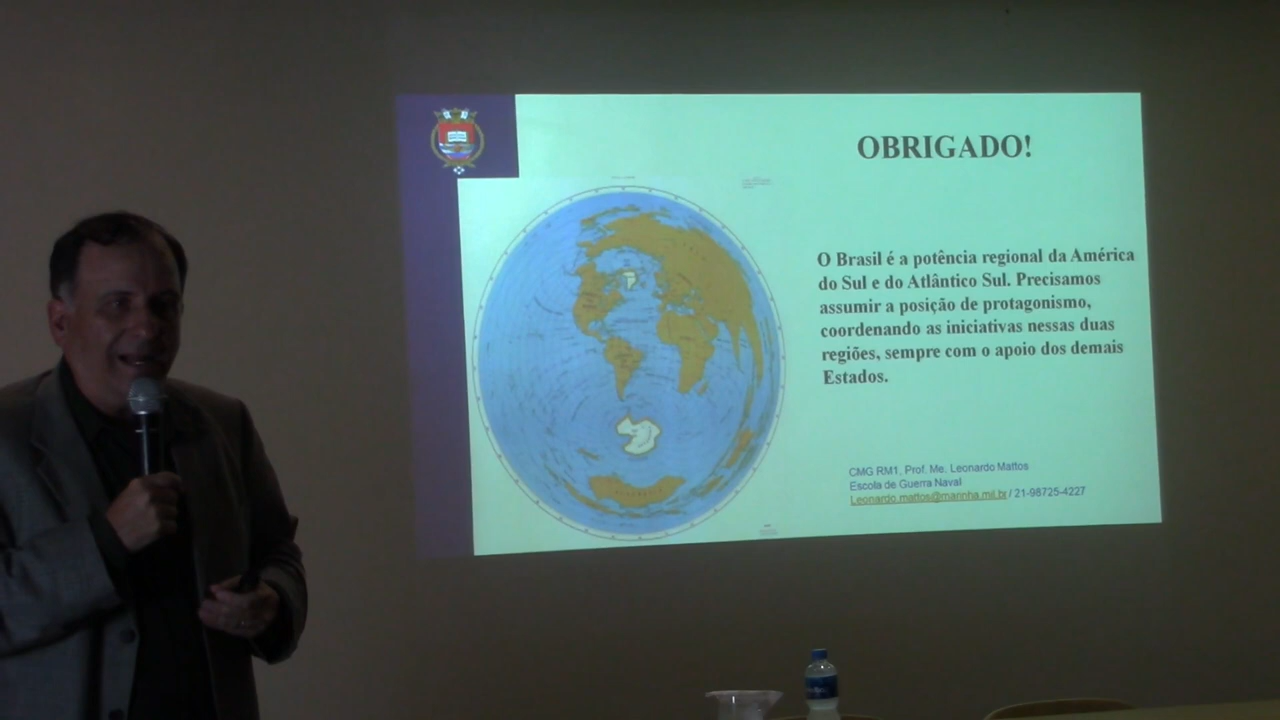 OBRIGADO!
O Brasil é a potência regional da América
do Sul e do Atlântico Sul. Precisamos
assumir a posição de protagonismo,
coordenando as iniciativas nessas duas
regiões, sempre com o apoio dos demais
Estados.
CMG RM1, Prof. Me. Leonardo Mattos
Escola de Guerra Naval
Leonardo.mattos@marinha.mil.br / 21-98725-4227